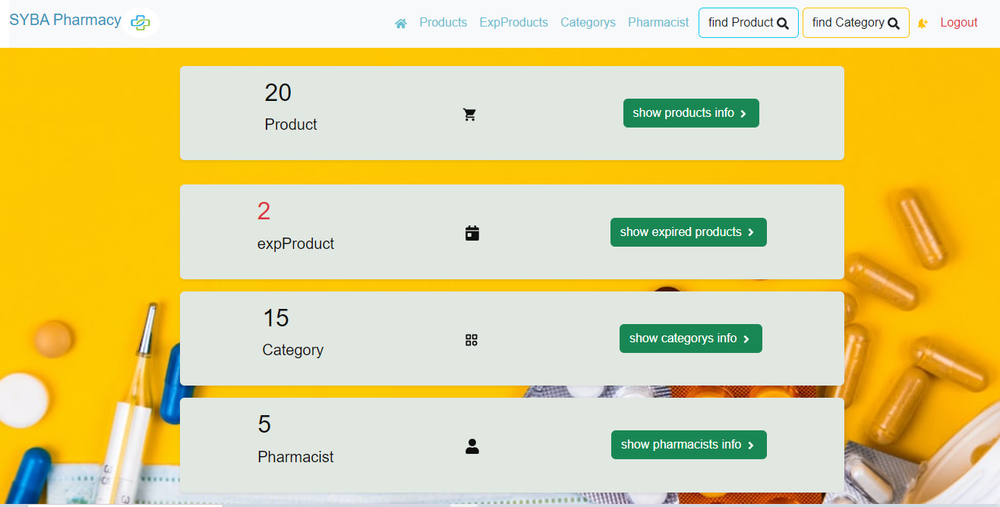 SYBA Pharmacy
Products ExpProducts Categorys Pharmacist find Product find Category Logout
20
Product
show products info
2
expProduct
show expired products
15
Category
show categorys info
5
Pharmacist
show pharmacists info